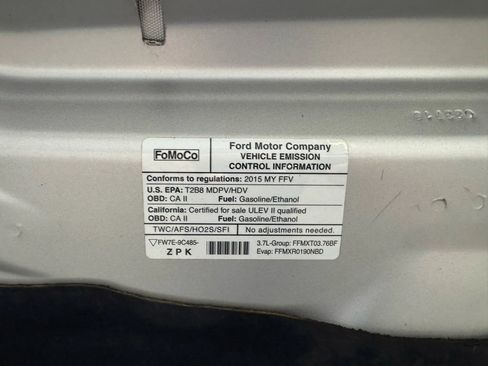 FoMoCo
Ford Motor Company
VEHICLE EMISSION
CONTROL INFORMATION
Conforms to regulations: 2015 MY FFV
U.S. EPA: T2B8 MDPV/HDV
OBD: CA II Fuel: Gasoline/Ethanol
California: Certified for sale ULEV II qualified
OBD: CA II Fuel: Gasoline/Ethanol
TWC/AFS/HO2S/SFI No adjustments needed.
FW7E-9C485-
ZPK
3.7L-Group: FFMXT03.76BF
Evap: FFMXR0190NBD